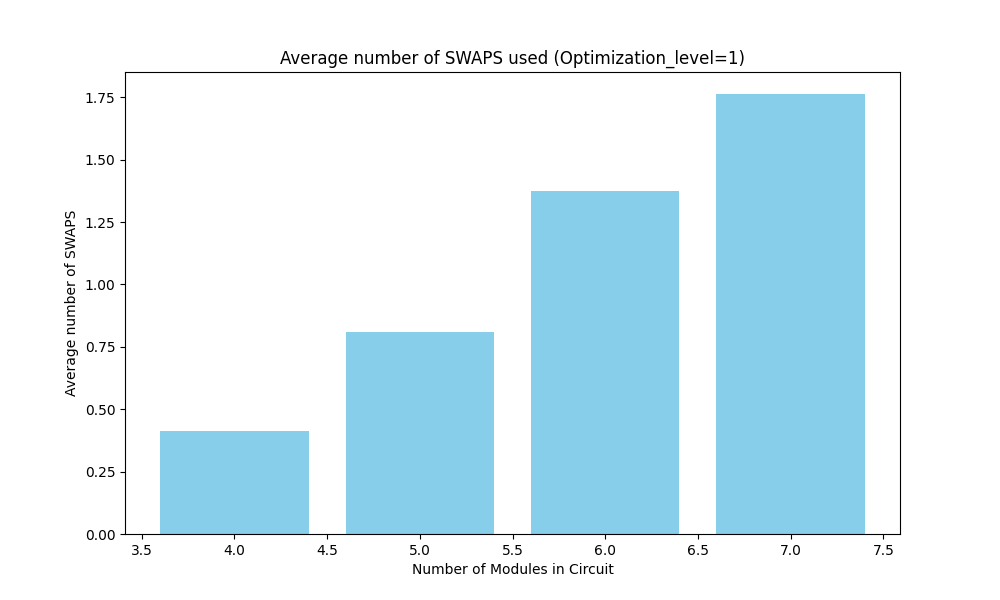 Average number of SWAPS used (Optimization_level=1)
Average number of SWAPS
1.75
1.50
1.25
1.00
0.75
0.50
0.25
0.00
3.5 4.0 4.5 5.0 5.5 6.0 6.5 7.0 7.5
Number of Modules in Circuit